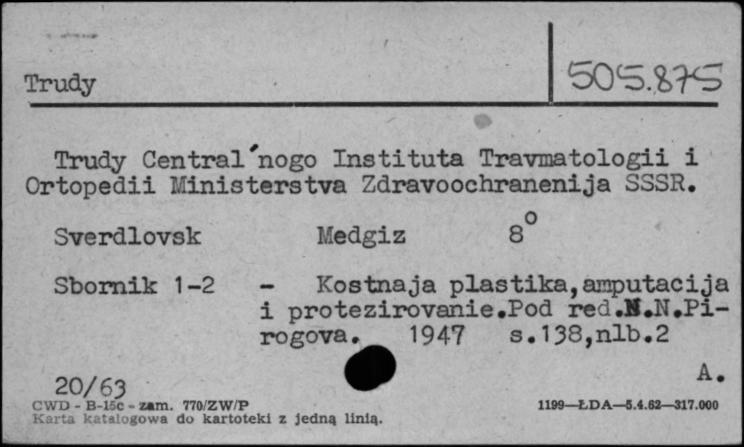 Trudy
505.875
Trudy Central'nogo Instituta Travmatologii i
Ortopedii Ministerstva Zdravoochranenija SSSR.
Sverdlovsk Medgiz 8°
Sbornik 1-2 - Kostnaja plastika,amputacija
i protezirovanie.Pod red.N.N.Pi-
rogova. 1947 s.138,nlb.2
A.
20/63
CWD - B-15c - zam. 770/ZW/P
1199—ŁDA—5.4.62—317.000
Karta katalogowa do kartoteki z jedną linią.